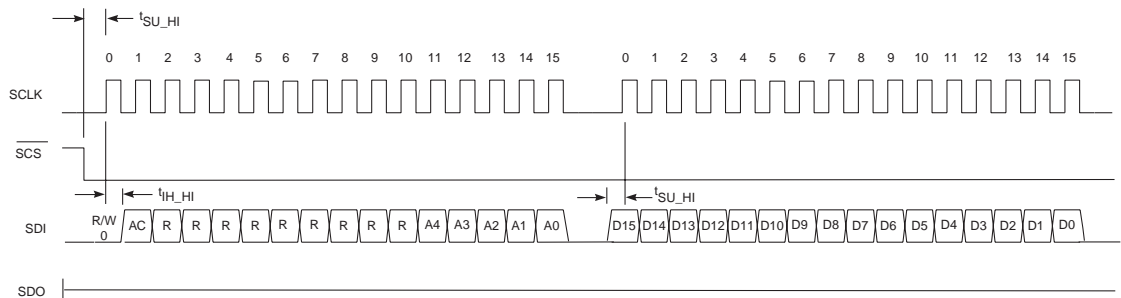 tSU_HI
0 1 2 3 4 5 6 7 8 9 10 11 12 13 14 15 0 1 2 3 4 5 6 7 8 9 10 11 12 13 14 15
SCLK
SCS
tIH_HI tSU_HI
SDI R/W 0 AC R R R R R R R R R A4 A3 A2 A1 A0 D15 D14 D13 D12 D11 D10 D9 D8 D7 D6 D5 D4 D3 D2 D1 D0
SDO